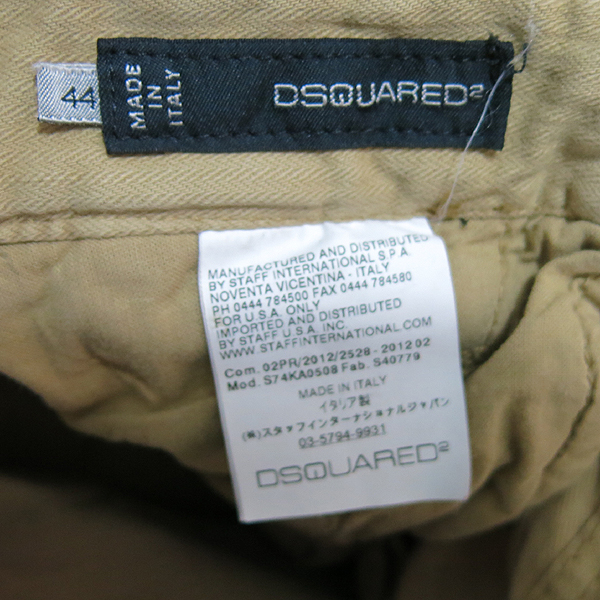 44
MADE
IN
ITALY
DSQUARED²
MANUFACTURED AND DISTRIBUTED
BY STAFF INTERNATIONAL S.P.A
NOVENTA VICENTINA - ITALY
PH 0444 784500 FAX 0444 784580
FOR U.S.A. ONLY
IMPORTED AND DISTRIBUTED
BY STAFF U.S.A. INC.
WWW.STAFFINTERNATIONAL.COM
Com. 02PR/2012/2528 - 2012 02
Mod. S74KA0508 Fab. S40779
MADE IN ITALY
イタリア製
(株)スタッフインターナショナルジャパン
03-5794-9931
DSQUARED²